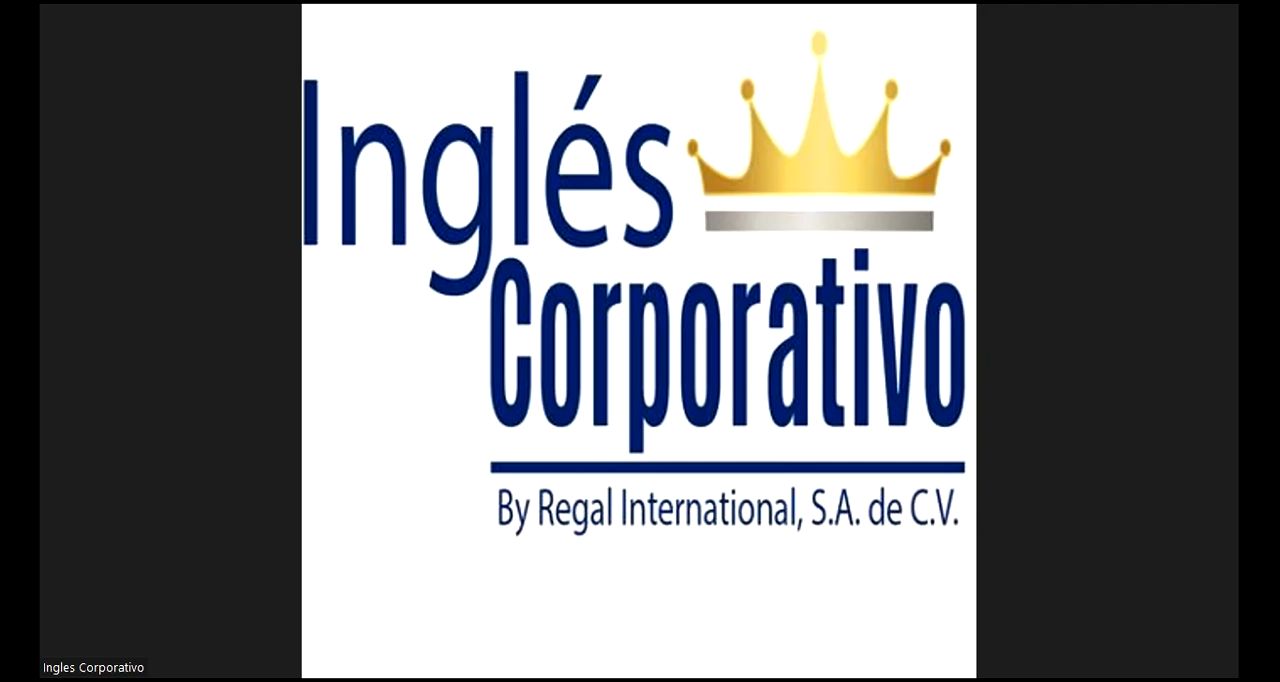 Inglés
Corporativo
By Regal International, S.A. de C.V.
Ingles Corporativo